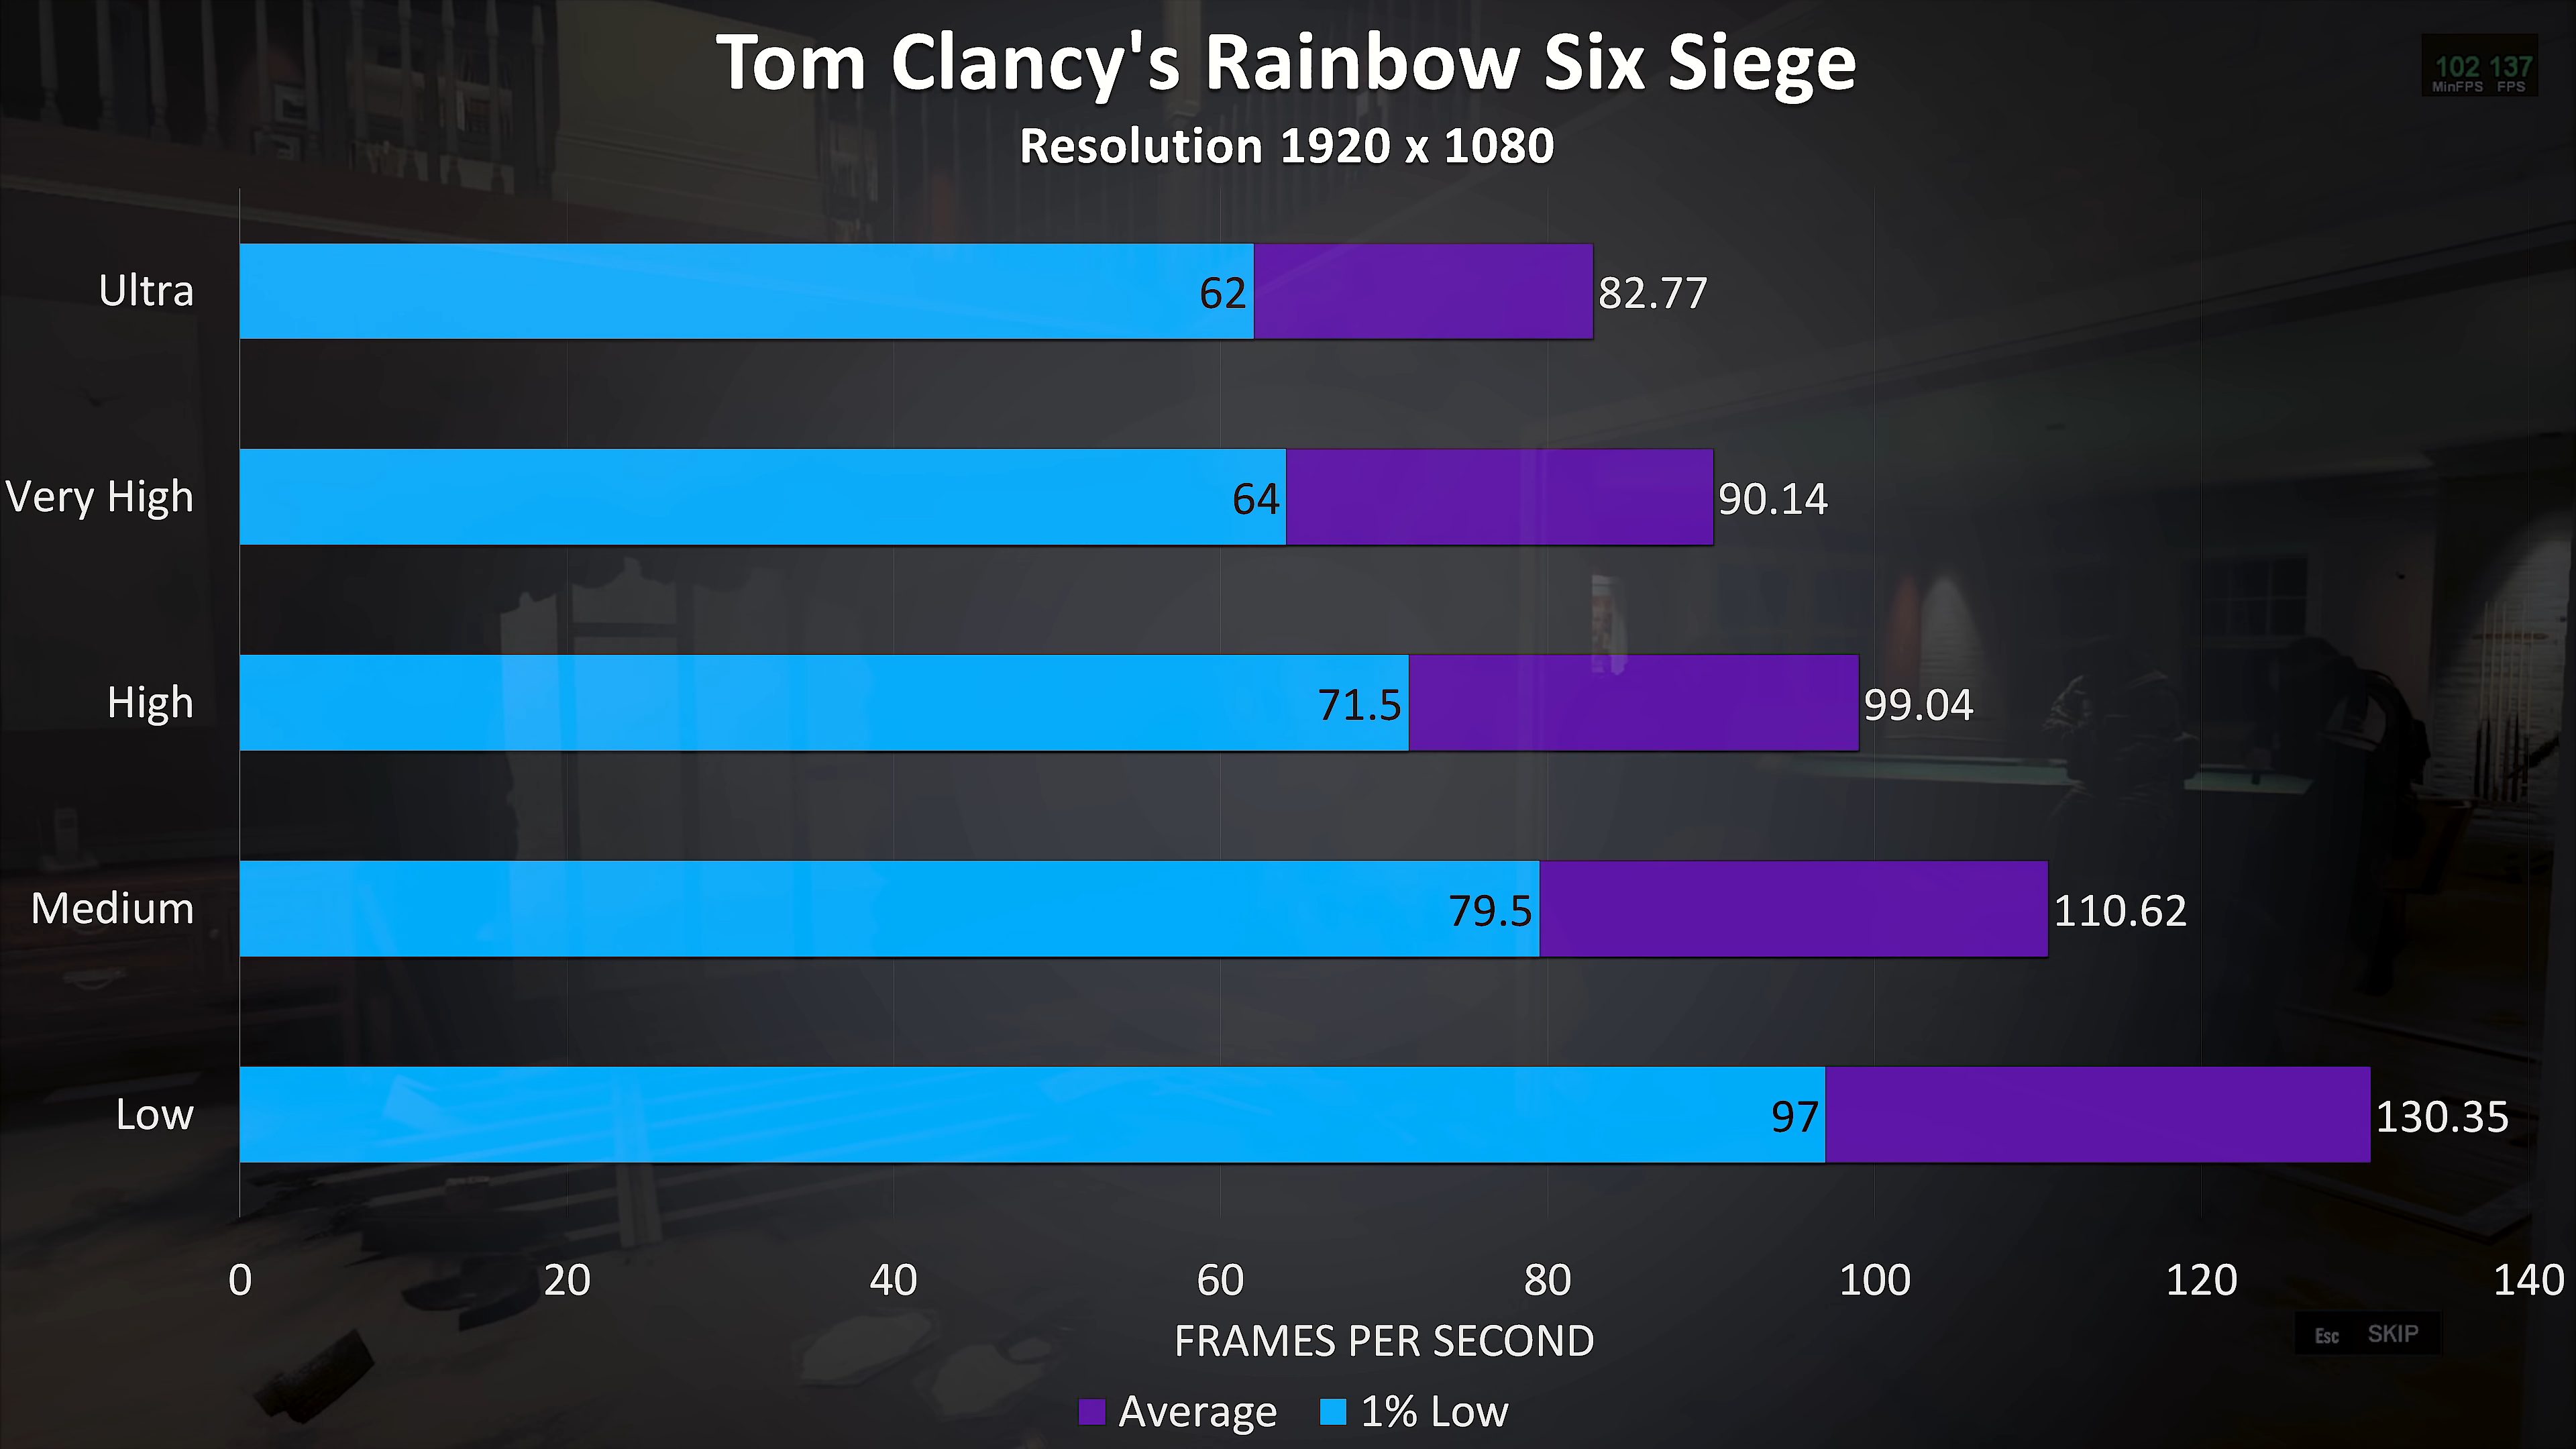 Tom Clancy's Rainbow Six Siege
Resolution 1920 x 1080
102 137
MinFPS FPS
Ultra 62 82.77
Very High 64 90.14
High 71.5 99.04
Medium 79.5 110.62
Low 97 130.35
0 20 40 60 80 100 120 140
FRAMES PER SECOND
Esc SKIP
Average 1% Low